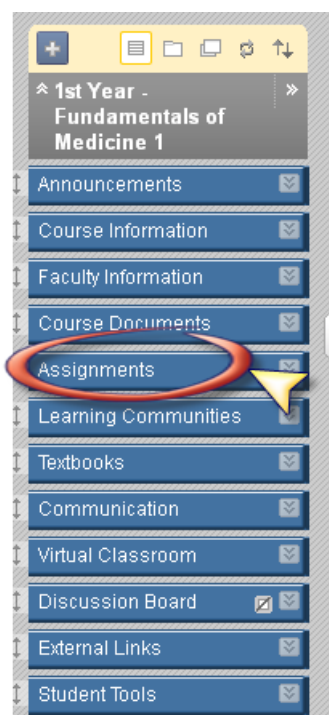 1st Year -
Fundamentals of
Medicine 1
Announcements
Course Information
Faculty Information
Course Documents
Assignments
Learning Communities
Textbooks
Communication
Virtual Classroom
Discussion Board
External Links
Student Tools